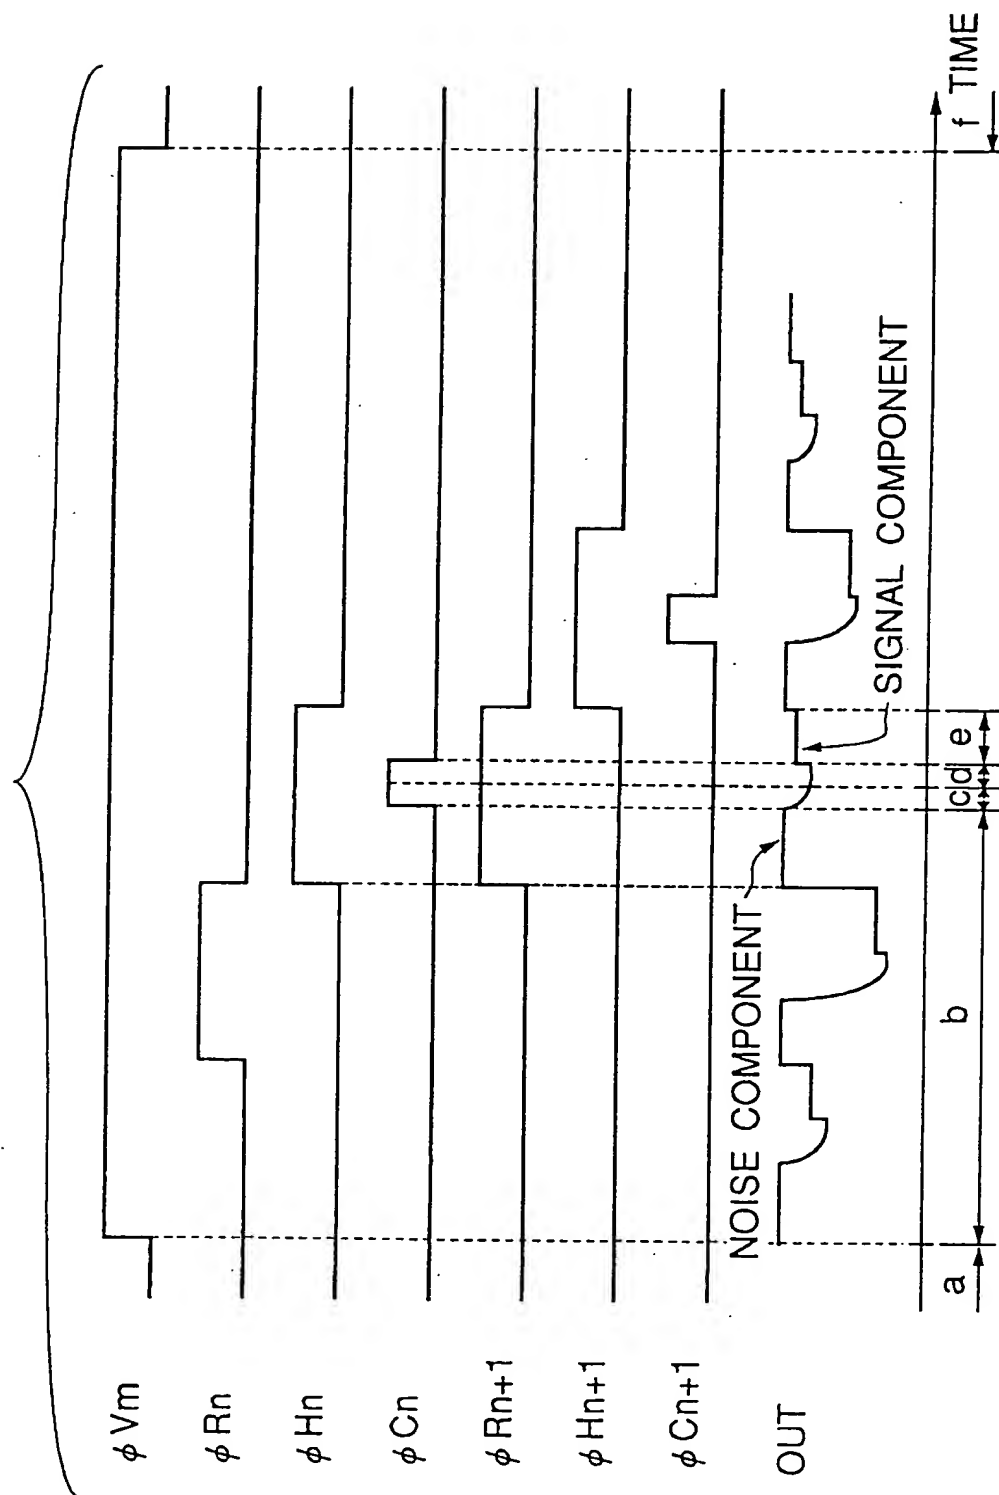 φVm
φRn
φHn
φCn
φRn+1
φHn+1
φCn+1
OUT
NOISE COMPONENT
SIGNAL COMPONENT
a
b
c
d
e
f
TIME